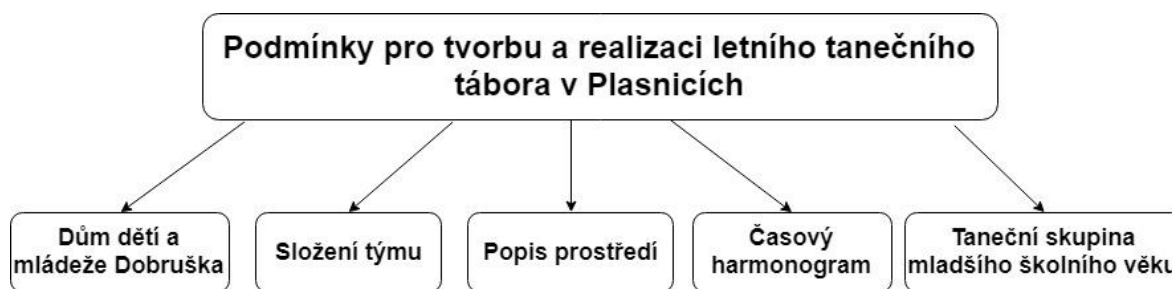 Podmínky pro tvorbu a realizaci letního tanečního
tábora v Plasnicích
Dům dětí a
mládeže Dobruška
Složení týmu
Popis prostředí
Časový
harmonogram
Taneční skupina
mladšího školního věku